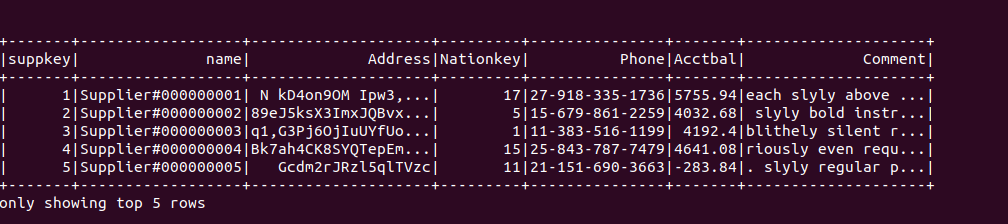 +-------+------------------+--------------------+---------+---------------+-------+--------------------+
|suppkey|              name|             Address|Nationkey|          Phone|Acctbal|             Comment|
+-------+------------------+--------------------+---------+---------------+-------+--------------------+
|      1|Supplier#000000001| N kD4on9OM Ipw3,...|       17|27-918-335-1736|5755.94|each slyly above ...|
|      2|Supplier#000000002|89eJ5ksX3ImxJQBvx...|        5|15-679-861-2259|4032.68| slyly bold instr...|
|      3|Supplier#000000003|q1,G3Pj6OjIuUYfUo...|        1|11-383-516-1199| 4192.4|blithely silent r...|
|      4|Supplier#000000004|Bk7ah4CK8SYQTepEm...|       15|25-843-787-7479|4641.08|riously even requ...|
|      5|Supplier#000000005|   Gcdm2rJRzl5qlTVzc|       11|21-151-690-3663|-283.84|. slyly regular p...|
+-------+------------------+--------------------+---------+---------------+-------+--------------------+
only showing top 5 rows